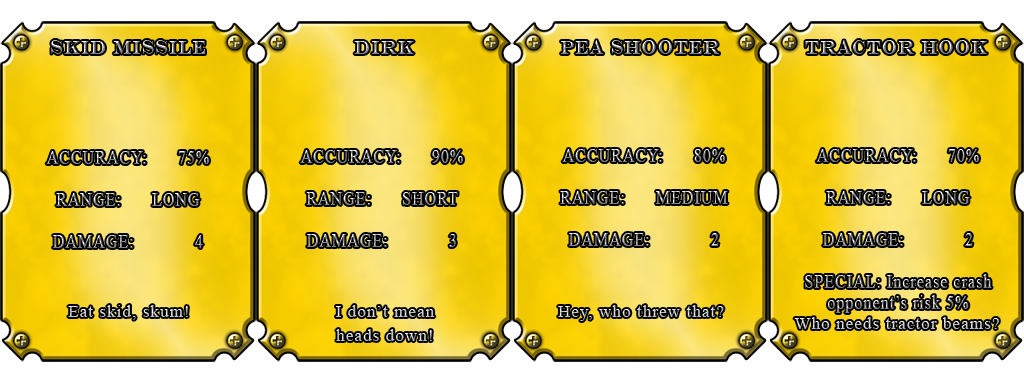 SKID MISSILE
ACCURACY: 75%
RANGE: LONG
DAMAGE: 4
Eat skid, skum!
DIRK
ACCURACY: 90%
RANGE: SHORT
DAMAGE: 3
I don't mean
heads down!
PEA SHOOTER
ACCURACY: 80%
RANGE: MEDIUM
DAMAGE: 2
Hey, who threw that?
TRACTOR HOOK
ACCURACY: 70%
RANGE: LONG
DAMAGE: 2
SPECIAL: Increase crash
opponent's risk 5%
Who needs tractor beams?